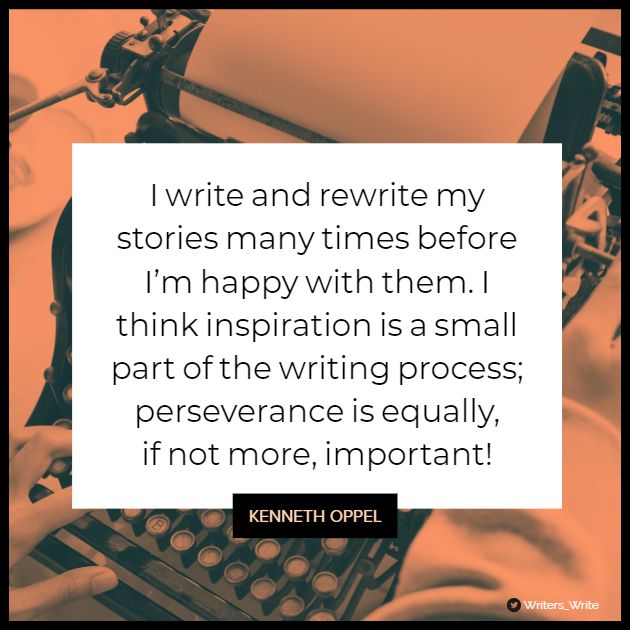 I write and rewrite my
stories many times before
I’m happy with them. I
think inspiration is a small
part of the writing process;
perseverance is equally,
if not more, important!
KENNETH OPPEL
Writers_Write